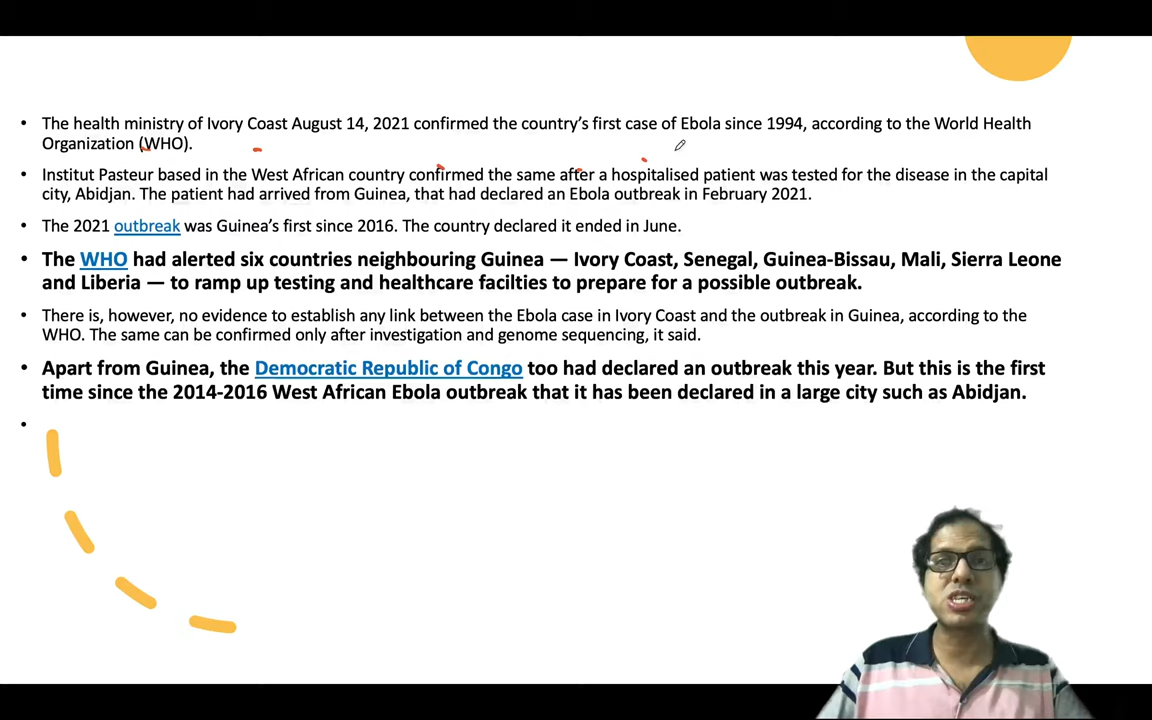 • The health ministry of Ivory Coast August 14, 2021 confirmed the country’s first case of Ebola since 1994, according to the World Health
Organization (WHO).
• Institut Pasteur based in the West African country confirmed the same after a hospitalised patient was tested for the disease in the capital
city, Abidjan. The patient had arrived from Guinea, that had declared an Ebola outbreak in February 2021.
• The 2021 outbreak was Guinea’s first since 2016. The country declared it ended in June.
• The WHO had alerted six countries neighbouring Guinea — Ivory Coast, Senegal, Guinea-Bissau, Mali, Sierra Leone
and Liberia — to ramp up testing and healthcare facilties to prepare for a possible outbreak.
• There is, however, no evidence to establish any link between the Ebola case in Ivory Coast and the outbreak in Guinea, according to the
WHO. The same can be confirmed only after investigation and genome sequencing, it said.
• Apart from Guinea, the Democratic Republic of Congo too had declared an outbreak this year. But this is the first
time since the 2014-2016 West African Ebola outbreak that it has been declared in a large city such as Abidjan.
•